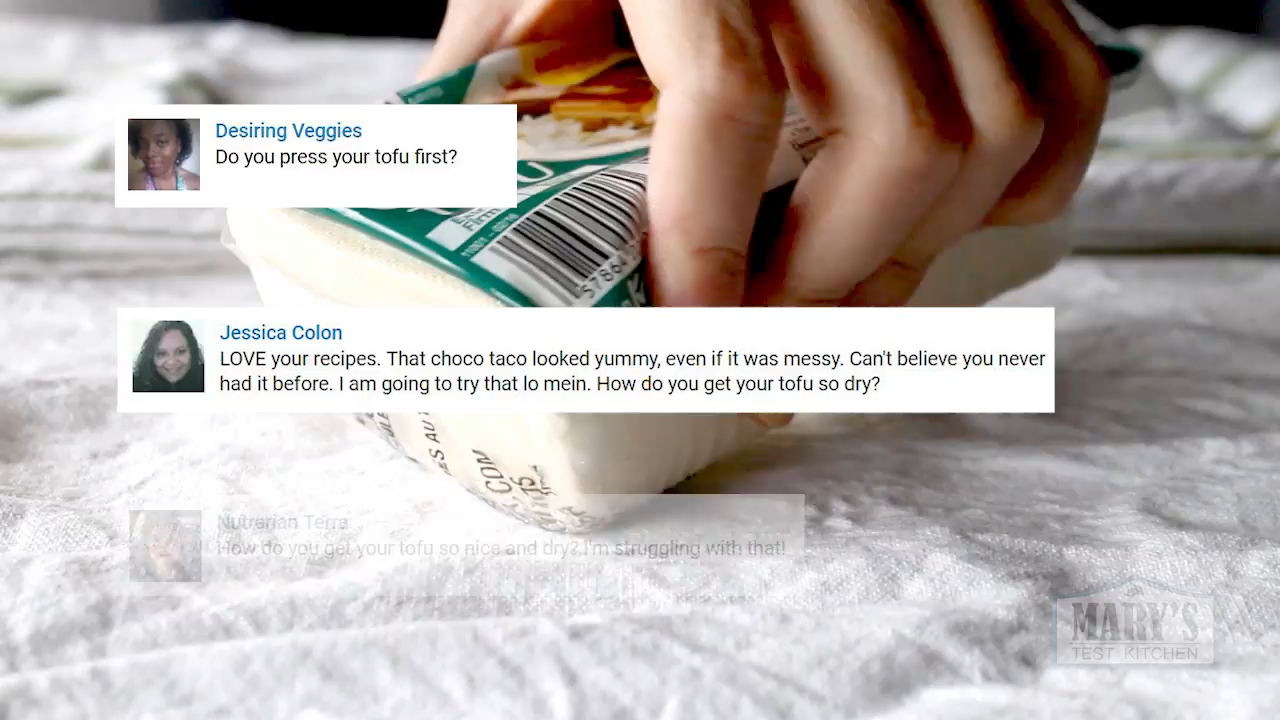 Desiring Veggies
Do you press your tofu first?
57864
Jessica Colon
LOVE your recipes. That choco taco looked yummy, even if it was messy. Can't believe you never
had it before. I am going to try that lo mein. How do you get your tofu so dry?
Nutrarian Terra
How do you get your tofu so nice and dry? I'm struggling with that!
MARY'S
TEST KITCHEN